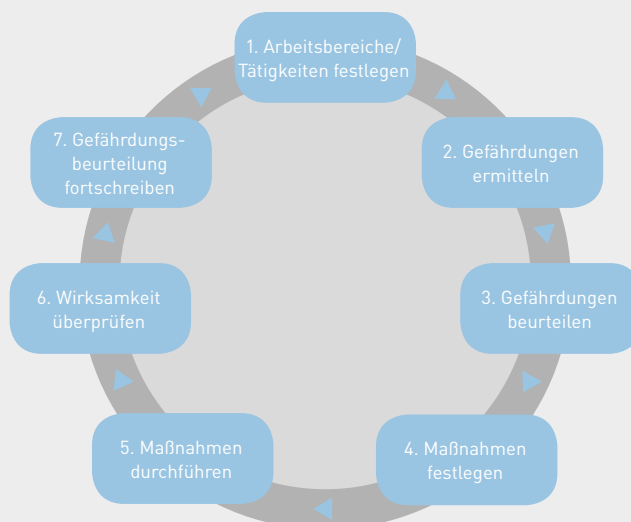 1. Arbeitsbereiche/
Tätigkeiten festlegen
2. Gefährdungen
ermitteln
3. Gefährdungen
beurteilen
4. Maßnahmen
festlegen
5. Maßnahmen
durchführen
6. Wirksamkeit
überprüfen
7. Gefährdungs-
beurteilung
fortschreiben